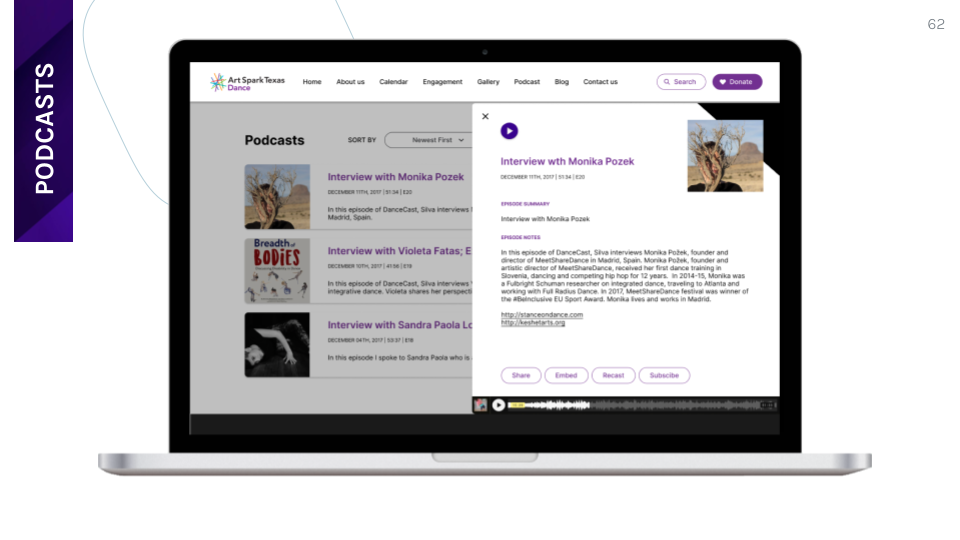 62
PODCASTS
Art Spark Texas
Dance
Home About us Calendar Engagement Gallery Podcast Blog Contact us Search Donate
Podcasts SORT BY Newest First
Interview wth Monika Pozek
DECEMBER 11TH, 2017 | 51:34 | E20
In this episode of DanceCast, Silva interviews
Madrid, Spain.
Breadth of
BODIES
Interview with Violeta Fatas; E
DECEMBER 10TH, 2017 | 41:56 | E19
In this episode of DanceCast, Silva interviews
integrative dance. Violeta shares her perspecti
Interview with Sandra Paola Lo
DECEMBER 04TH, 2017 | 53:37 | E18
In this episode I spoke to Sandra Paola who is
Interview wth Monika Pozek
DECEMBER 11TH, 2017 | 51:34 | E20
EPISODE SUMMARY
Interview with Monika Pozek
EPISODE NOTES
In this episode of DanceCast, Silva interviews Monika Požek, founder and
director of MeetShareDance in Madrid, Spain. Monika Požek, founder and
artistic director of MeetShareDance, received her first dance training in
Slovenia, dancing and competing hip hop for 12 years. In 2014-15, Monika was
a Fulbright Schuman researcher on integrated dance, traveling to Atlanta and
working with Full Radius Dance. In 2017, MeetShareDance festival was winner of
the #BeInclusive EU Sport Award. Monika lives and works in Madrid.
http://stanceondance.com
http://keshetarts.org
Share Embed Recast Subscibe